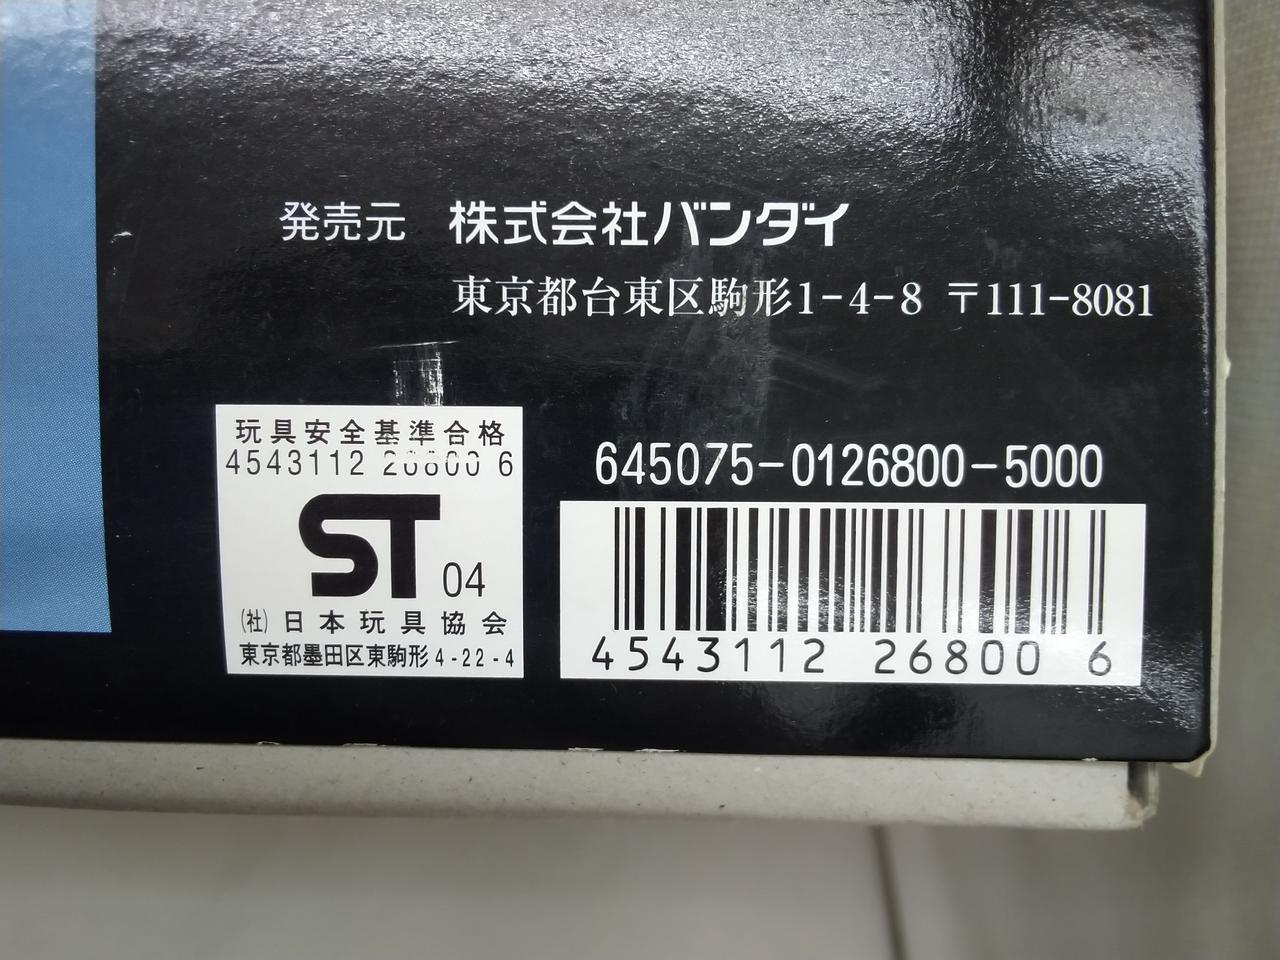 発売元 株式会社バンダイ
東京都台東区駒形1-4-8 〒111-8081
玩具安全基準合格
4543112 26800 6
ST 04
(社)日本玩具協会
東京都墨田区東駒形4-22-4
645075-0126800-5000
4543112 26800 6